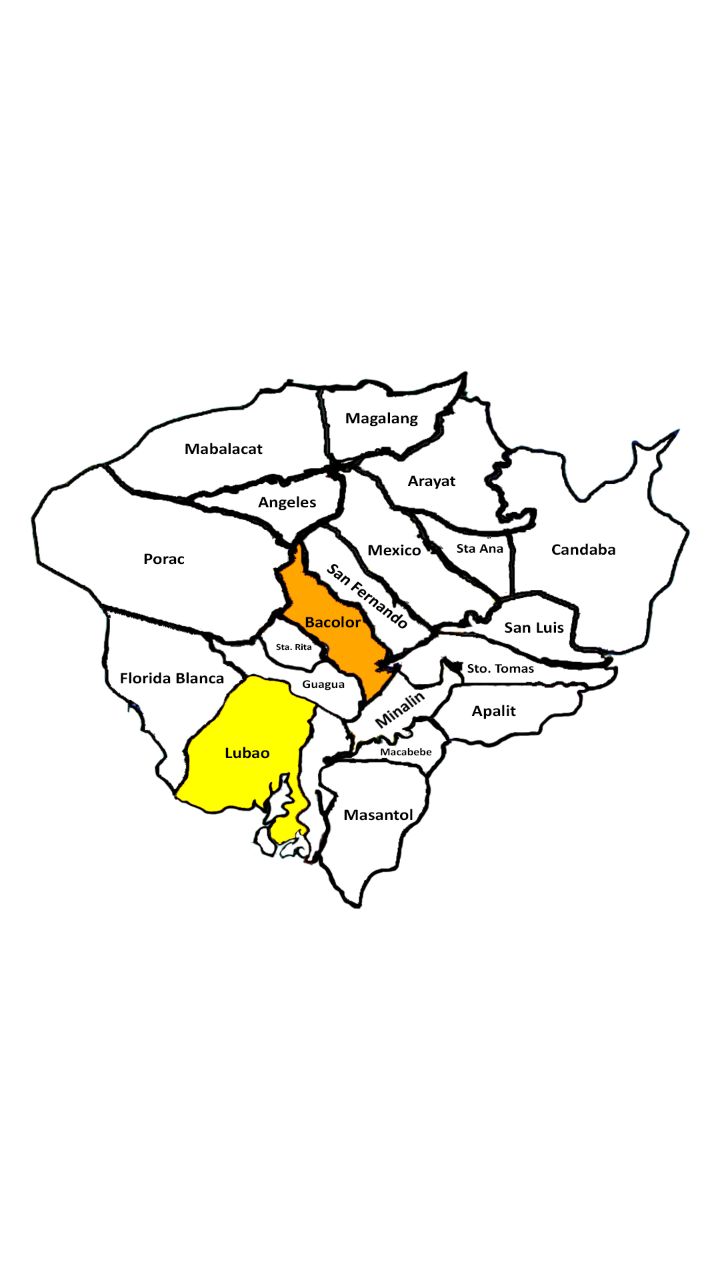 Magalang
Mabalacat
Arayat
Angeles
Mexico
Sta Ana
Candaba
Porac
San Fernando
Bacolor
San Luis
Sta. Rita
Sto. Tomas
Florida Blanca
Guagua
Minalin
Apalit
Lubao
Macabebe
Masantol